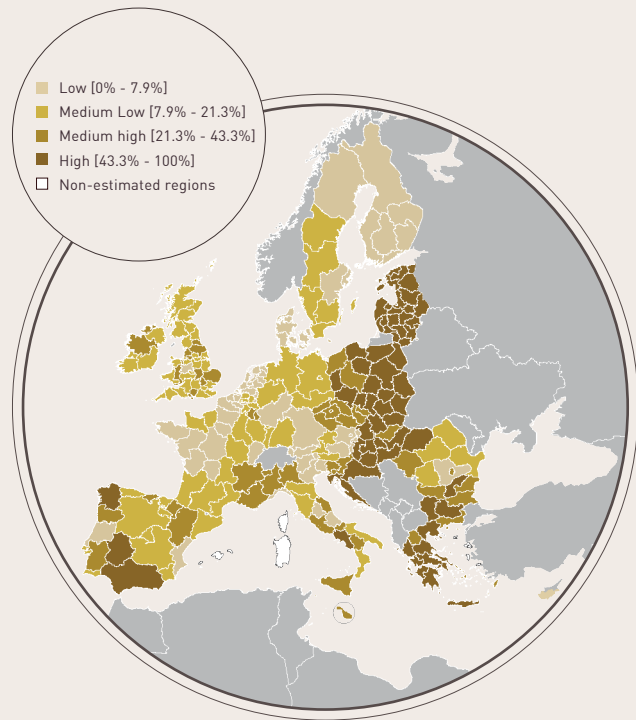 Low [0% - 7.9%]
Medium Low [7.9% - 21.3%]
Medium high [21.3% - 43.3%]
High [43.3% - 100%]
Non-estimated regions